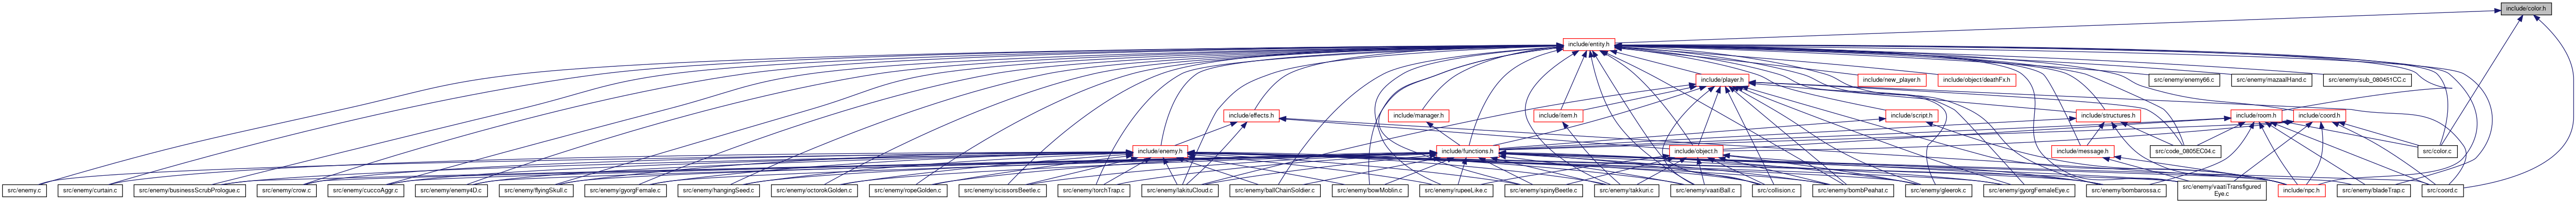 include/color.h
include/entity.h
include/player.h
include/new_player.h
include/object/deathFx.h
src/enemy/enemy66.c
src/enemy/mazaalHand.c
src/enemy/sub_080451CC.c
include/effects.h
include/manager.h
include/item.h
include/script.h
include/structures.h
include/room.h
include/coord.h
include/enemy.h
include/functions.h
include/object.h
include/message.h
src/code_0805EC04.c
src/color.c
src/enemy.c
src/enemy/curtain.c
src/enemy/businessScrubPrologue.c
src/enemy/crow.c
src/enemy/cuccoAggr.c
src/enemy/enemy4D.c
src/enemy/flyingSkull.c
src/enemy/gyorgFemale.c
src/enemy/hangingSeed.c
src/enemy/octorokGolden.c
src/enemy/ropeGolden.c
src/enemy/scissorsBeetle.c
src/enemy/torchTrap.c
src/enemy/lakituCloud.c
src/enemy/ballChainSoldier.c
src/enemy/bowMoblin.c
src/enemy/rupeeLike.c
src/enemy/spinyBeetle.c
src/enemy/takkuri.c
src/enemy/vaatiBall.c
src/collision.c
src/enemy/bombPeahat.c
src/enemy/gleerok.c
src/enemy/gyorgFemaleEye.c
src/enemy/bombarossa.c
src/enemy/vaatiTransfigured
Eye.c
include/npc.h
src/enemy/bladeTrap.c
src/coord.c